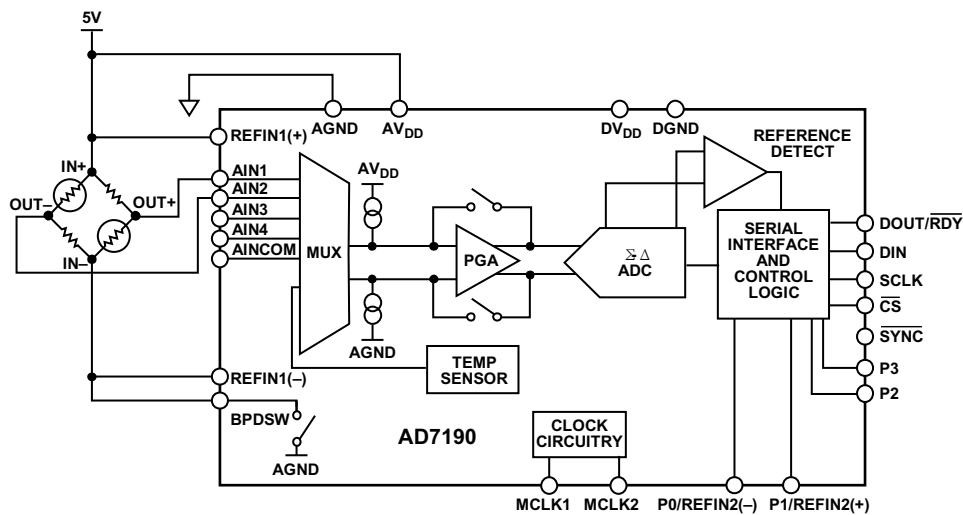 5V
AGND
AVDD
DVDD
DGND
REFIN1(+)
REFERENCE
DETECT
IN+
OUT–
OUT+
IN–
AIN1
AIN2
AIN3
AIN4
AINCOM
MUX
AVDD
AGND
PGA
Σ-Δ
ADC
SERIAL
INTERFACE
AND
CONTROL
LOGIC
DOUT/RDY
DIN
SCLK
CS
SYNC
P3
P2
TEMP
SENSOR
REFIN1(–)
BPDSW
AGND
AD7190
CLOCK
CIRCUITRY
MCLK1
MCLK2
P0/REFIN2(–)
P1/REFIN2(+)